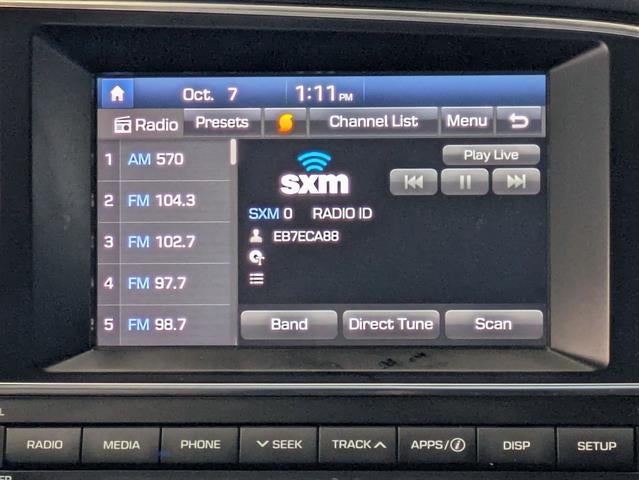 Oct. 7 1:11 PM
Radio Presets Channel List Menu
1 AM 570
2 FM 104.3
3 FM 102.7
4 FM 97.7
5 FM 98.7
Play Live
sxm
SXM 0 RADIO ID
EB7ECA88
Band Direct Tune Scan
RADIO MEDIA PHONE SEEK TRACK APPS/i DISP SETUP